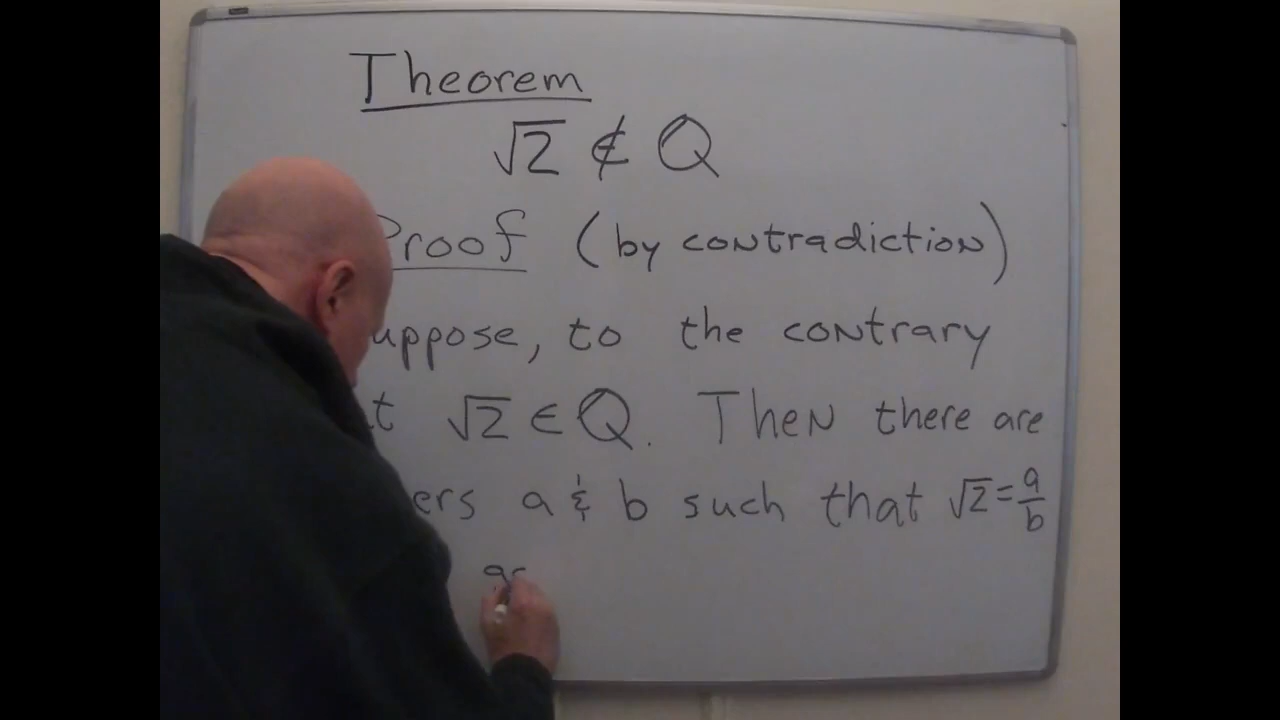 Theorem
√2 ∉ Q
Proof (by contradiction)
uppose, to the contrary
t √2 ∈ Q. Then there are
ers a & b such that √2 = a/b